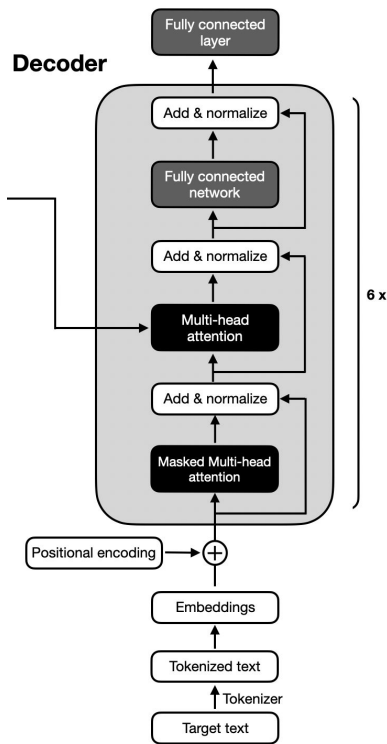 Fully connected
layer
Decoder
Add & normalize
Fully connected
network
Add & normalize
6 x
Multi-head
attention
Add & normalize
Masked Multi-head
attention
Positional encoding
+
Embeddings
Tokenized text
Tokenizer
Target text